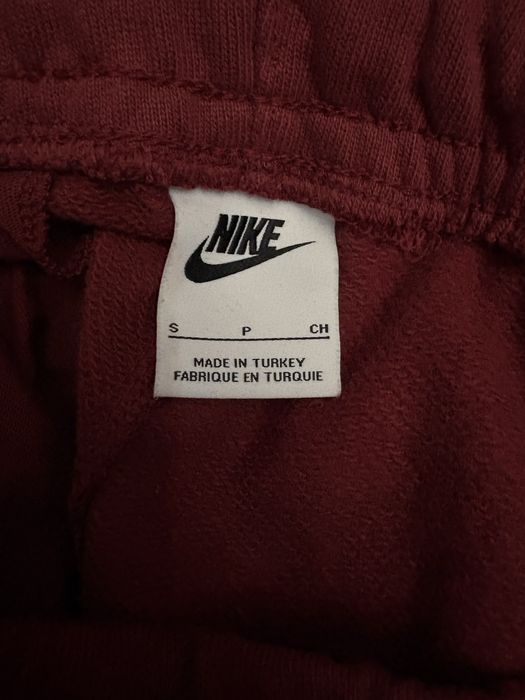 NIKE
S P CH
MADE IN TURKEY
FABRIQUE EN TURQUIE